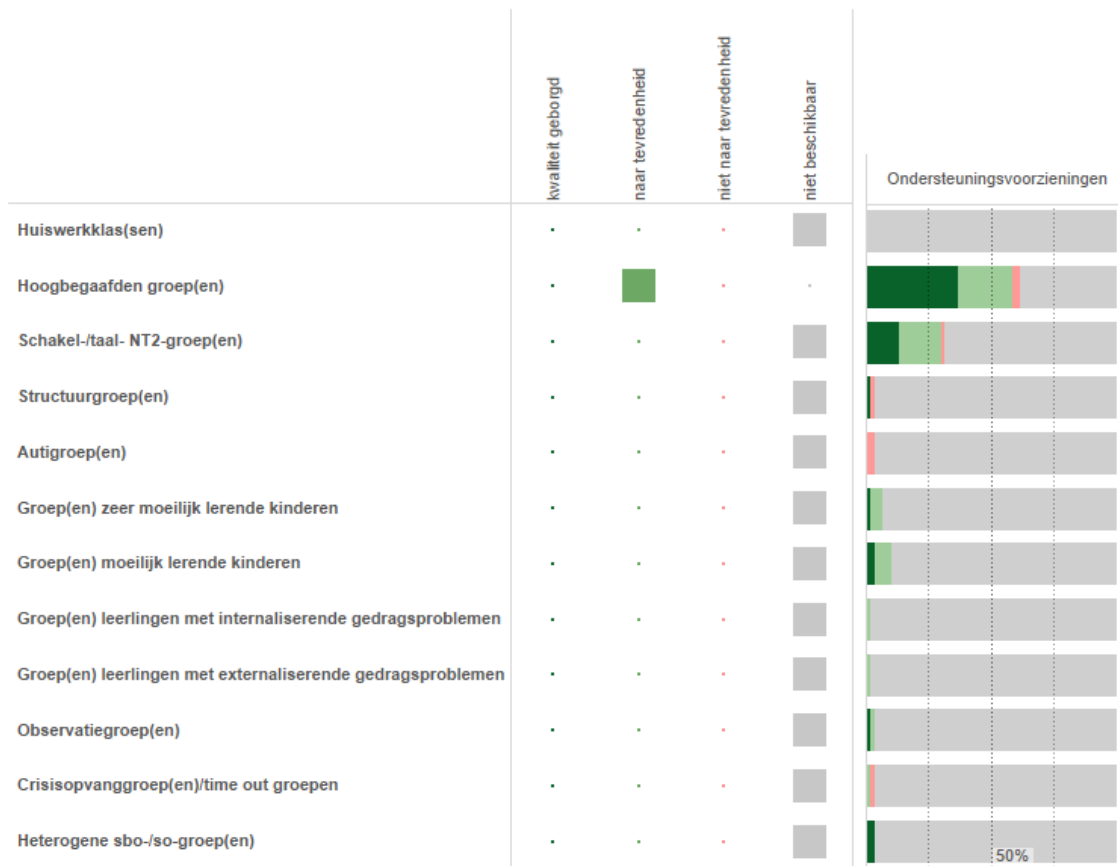 kwaliteit geborgd
naar tevredenheid
niet naar tevredenheid
niet beschikbaar
Ondersteuningsvoorzieningen
Huiswerkklas(sen)
Hoogbegaafden groep(en)
Schakel-/taal- NT2-groep(en)
Structuurgroep(en)
Autigroep(en)
Groep(en) zeer moeilijk lerende kinderen
Groep(en) moeilijk lerende kinderen
Groep(en) leerlingen met internaliserende gedragsproblemen
Groep(en) leerlingen met externaliserende gedragsproblemen
Observatiegroep(en)
Crisisopvanggroep(en)/time out groepen
Heterogene sbo-/so-groep(en)
50%